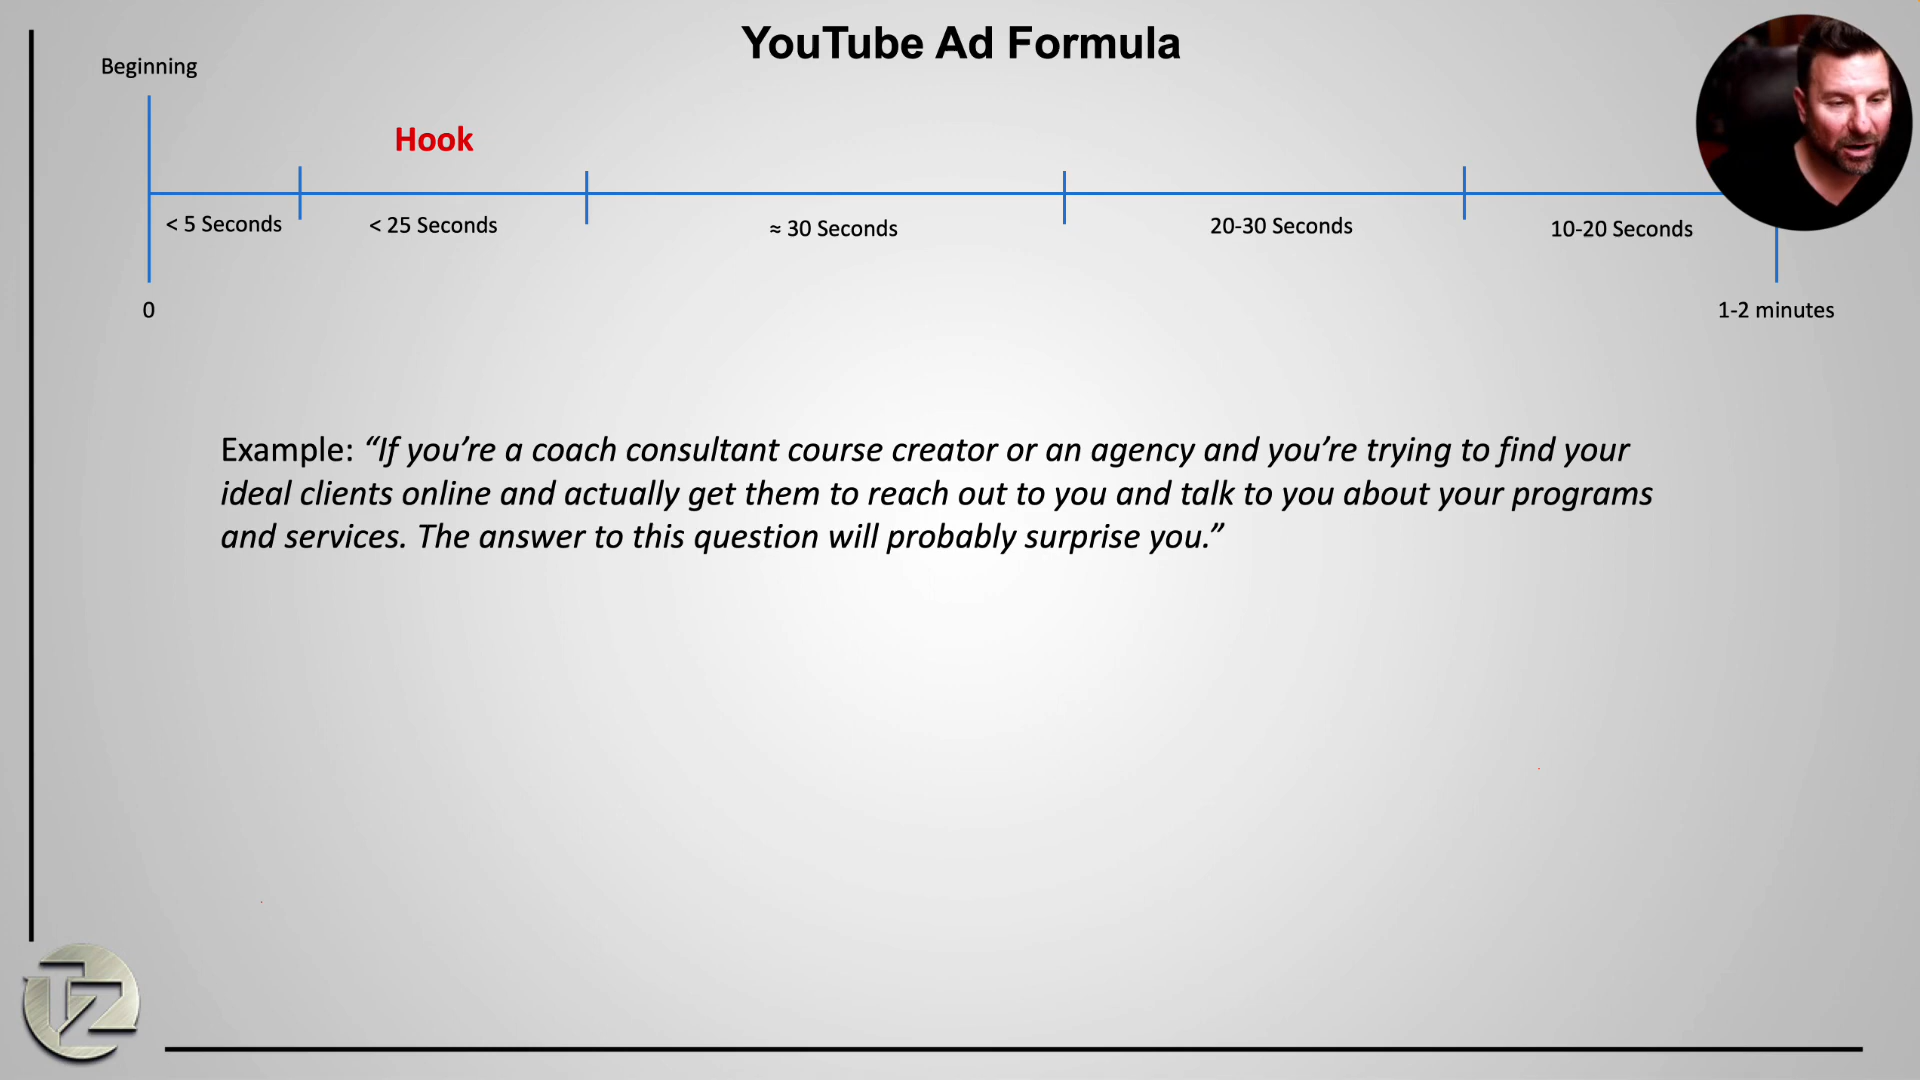 YouTube Ad Formula
Beginning
Hook
< 5 Seconds
< 25 Seconds
≈ 30 Seconds
20-30 Seconds
10-20 Seconds
0
1-2 minutes
Example: “If you’re a coach consultant course creator or an agency and you’re trying to find your
ideal clients online and actually get them to reach out to you and talk to you about your programs
and services. The answer to this question will probably surprise you.”
TZ